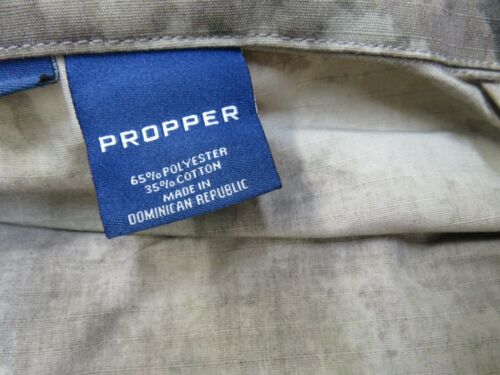 PROPPER
65% POLYESTER
35% COTTON
MADE IN
DOMINICAN REPUBLIC